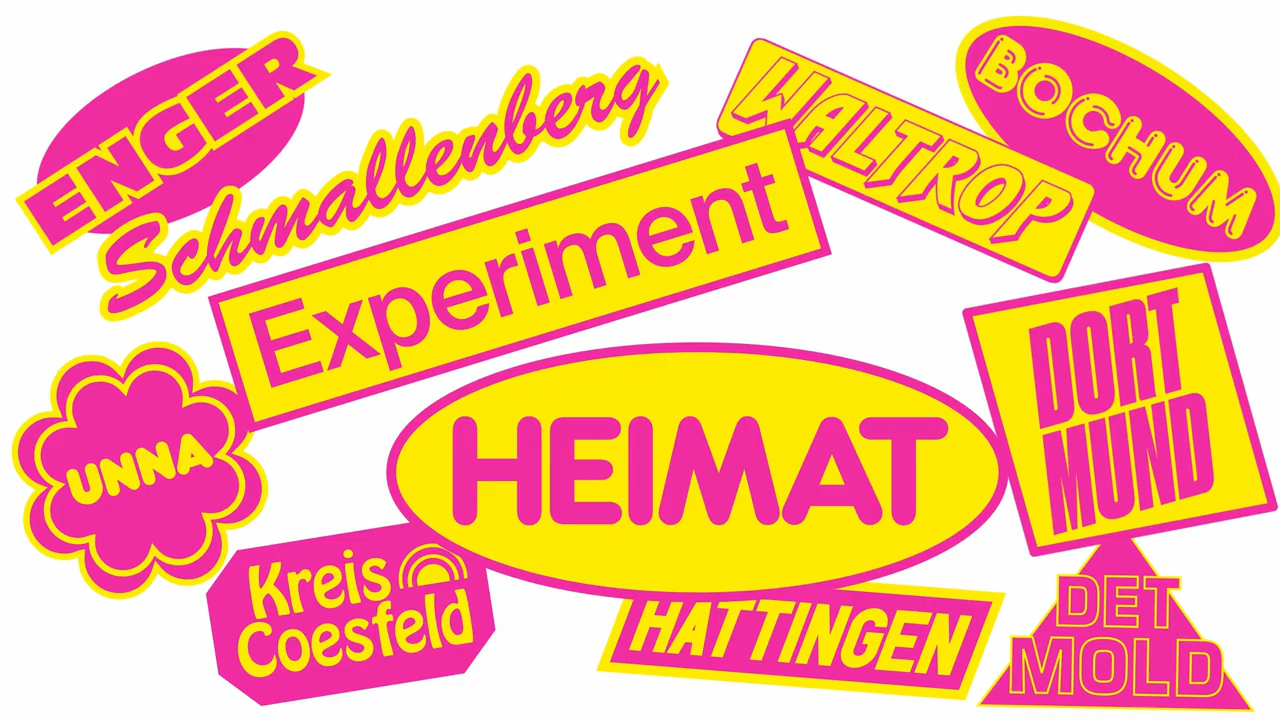 ENGER
Schmallenberg
WALTROP
BOCHUM
Experiment
HEIMAT
DORT
MUND
UNNA
Kreis
Coesfeld
HATTINGEN
DET
MOLD